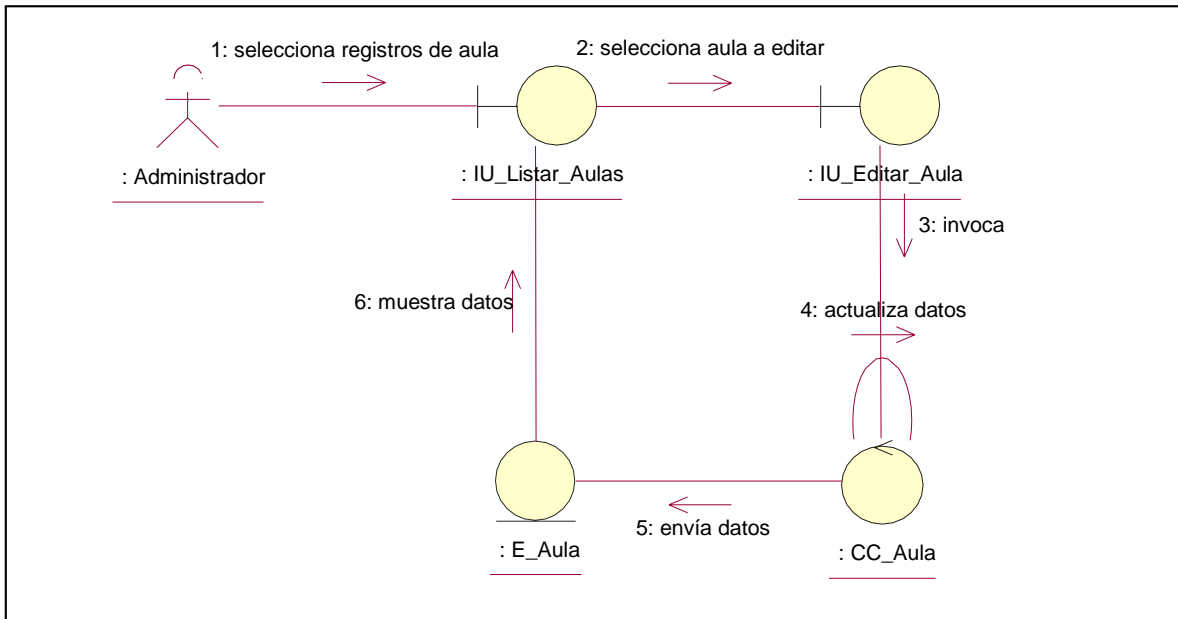 1: selecciona registros de aula
2: selecciona aula a editar
: Administrador
: IU_Listar_Aulas
: IU_Editar_Aula
3: invoca
6: muestra datos
4: actualiza datos
5: envía datos
: E_Aula
: CC_Aula